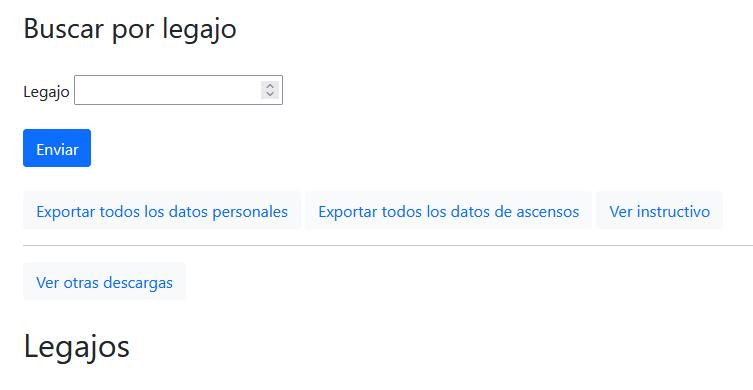 Buscar por legajo
Legajo
Enviar
Exportar todos los datos personales Exportar todos los datos de ascensos Ver instructivo
Ver otras descargas
Legajos